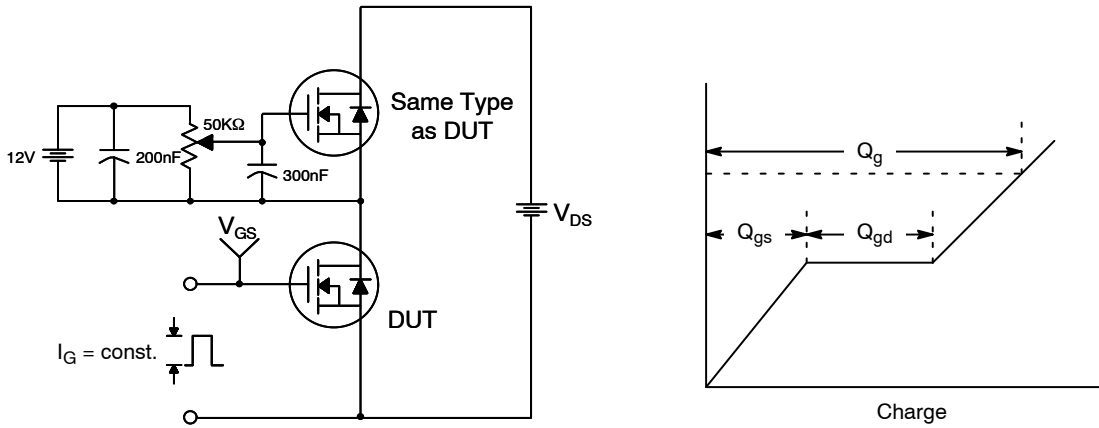 Same Type
as DUT
50KΩ
12V
200nF
300nF
V_GS
V_DS
DUT
I_G = const.
Q_g
Q_gs
Q_gd
Charge